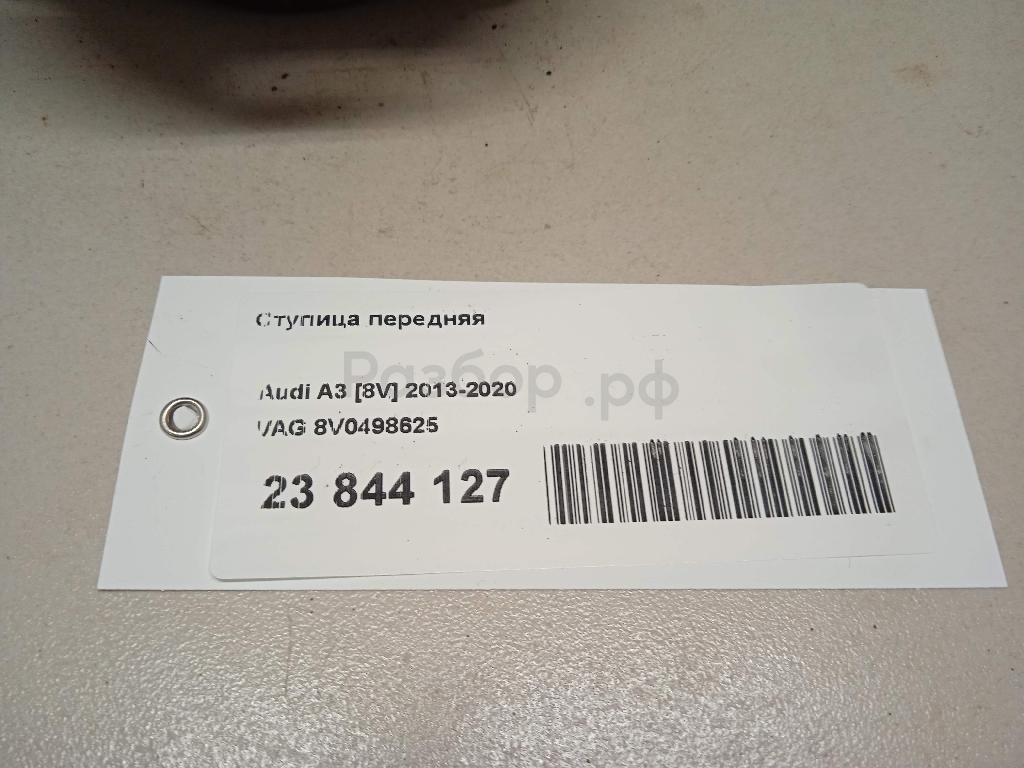 Ступица передняя
Разбор.рф
Audi A3 [8V] 2013-2020
VAG 8V0498625
23 844 127